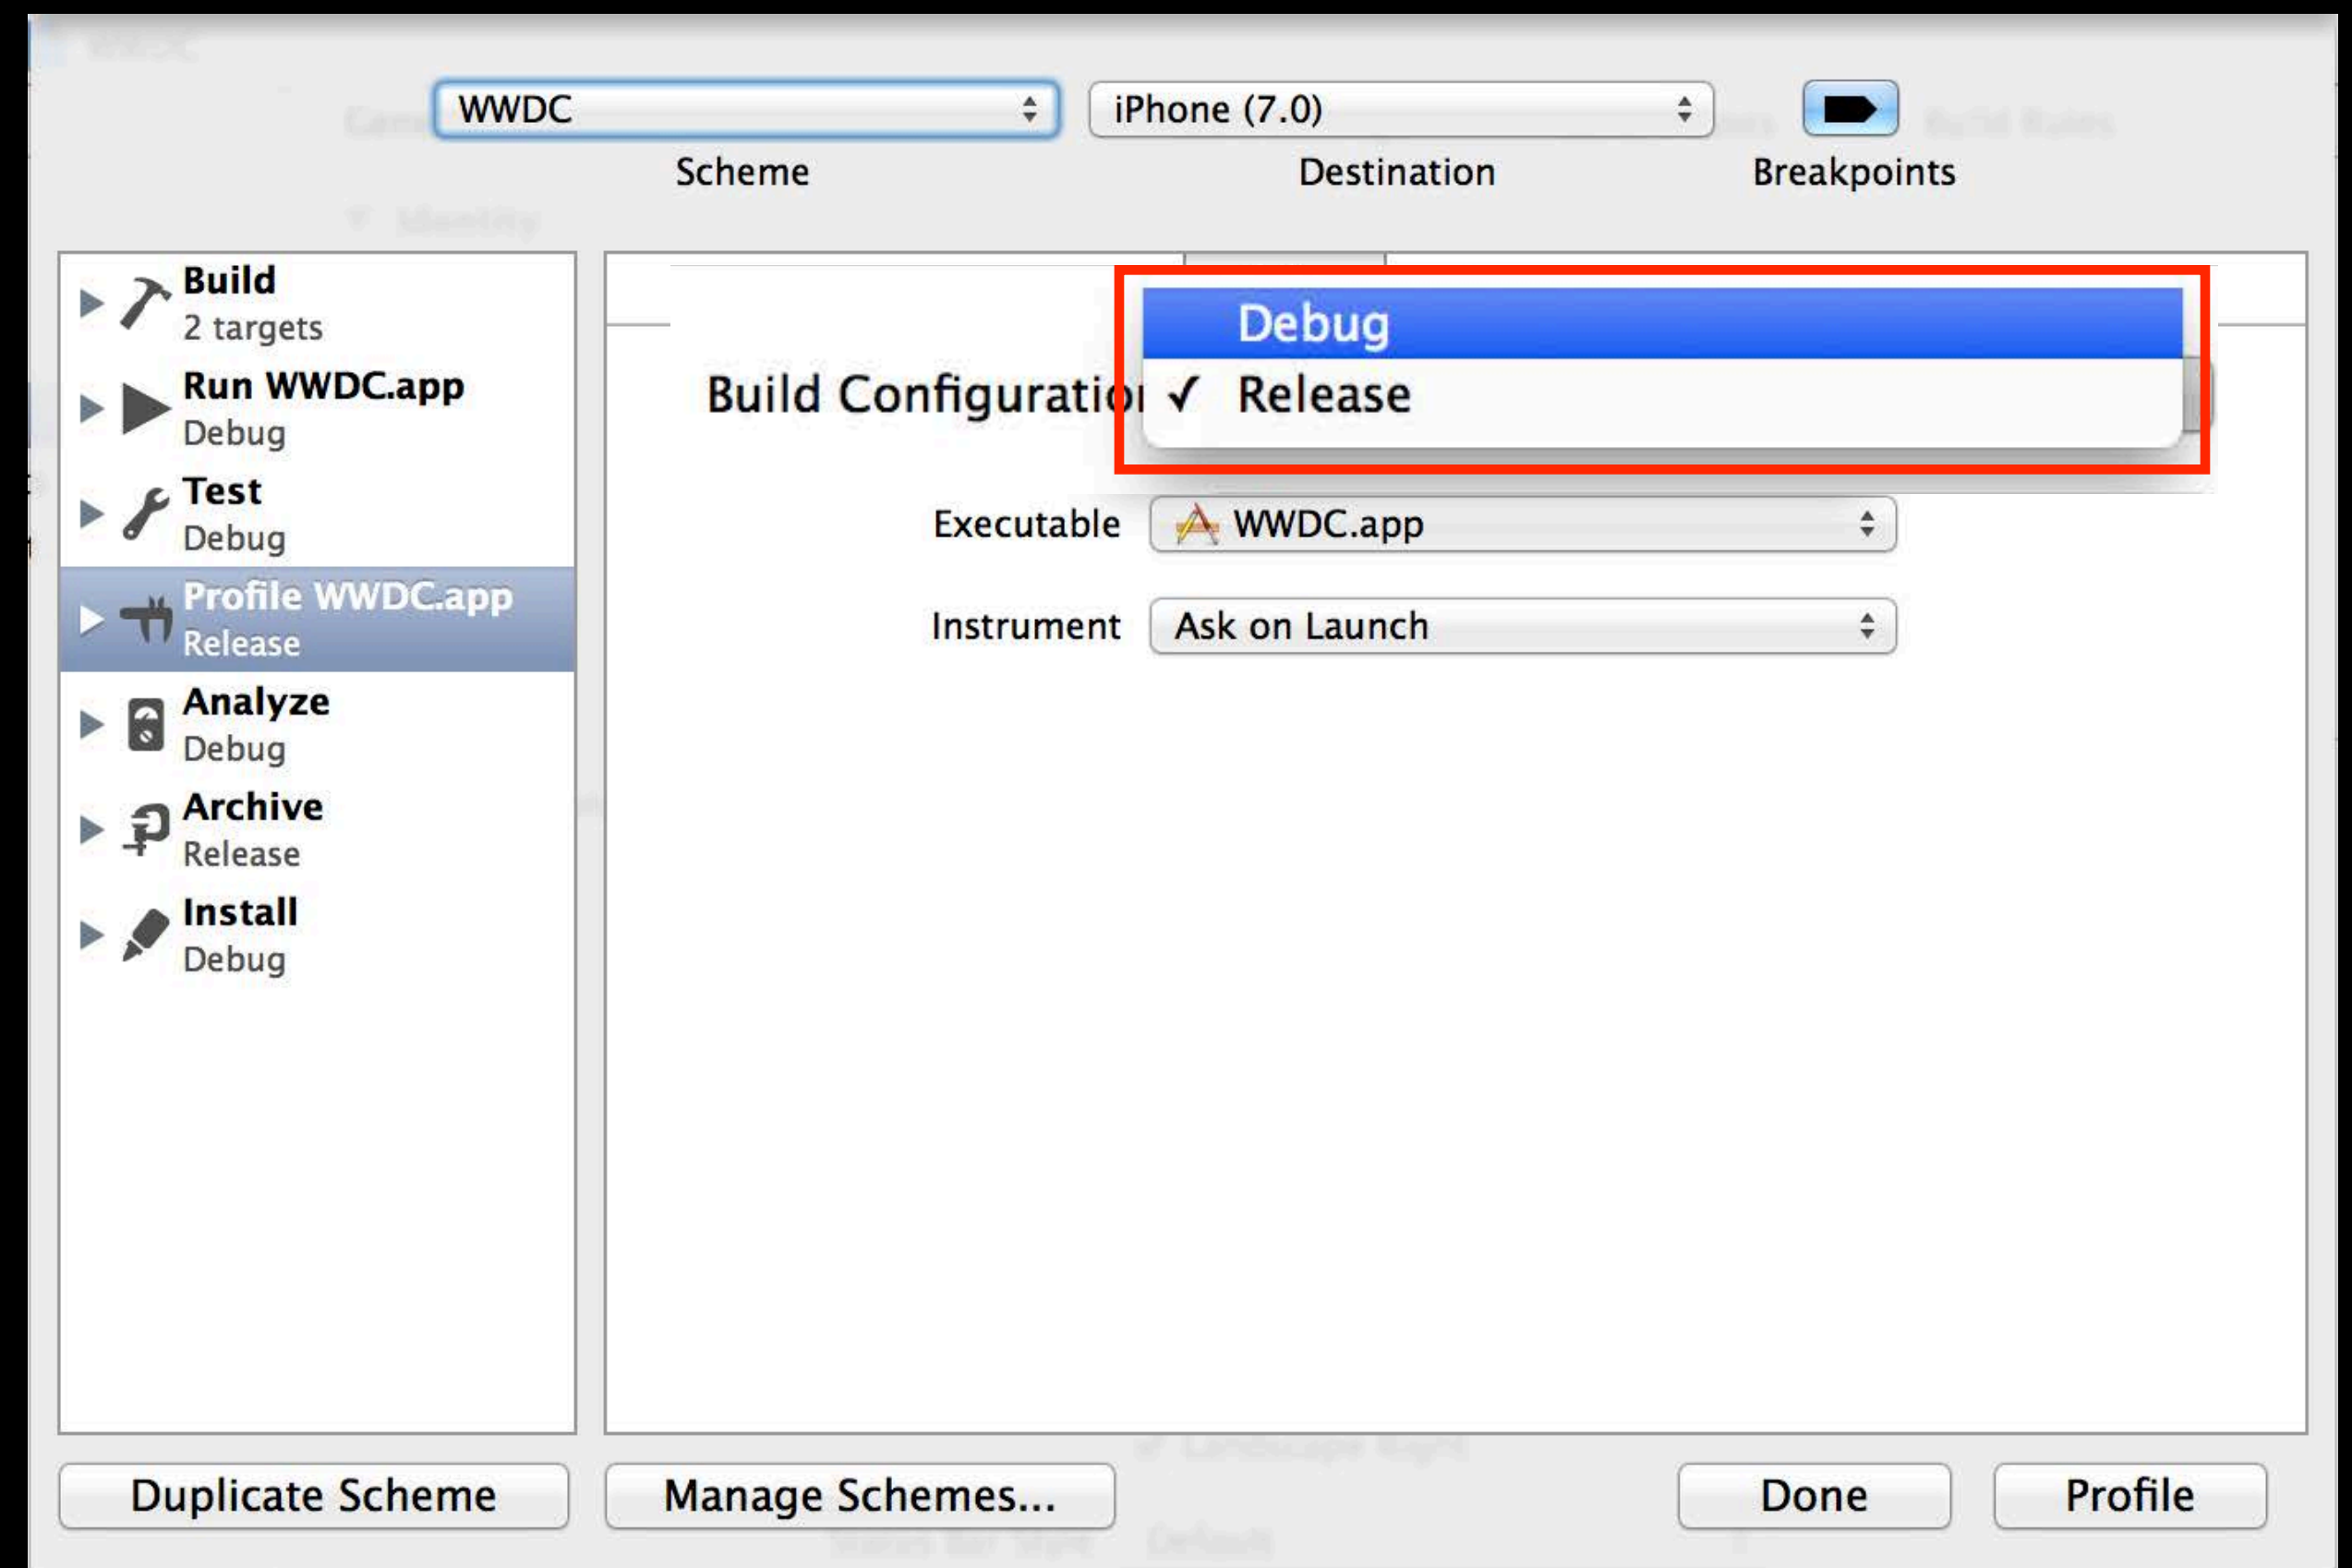 WWDC
iPhone (7.0)
Scheme
Destination
Breakpoints
Build
2 targets
Run WWDC.app
Debug
Test
Debug
Profile WWDC.app
Release
Analyze
Debug
Archive
Release
Install
Debug
Debug
Build Configuration
✓ Release
Executable
WWDC.app
Instrument
Ask on Launch
Duplicate Scheme
Manage Schemes...
Done
Profile